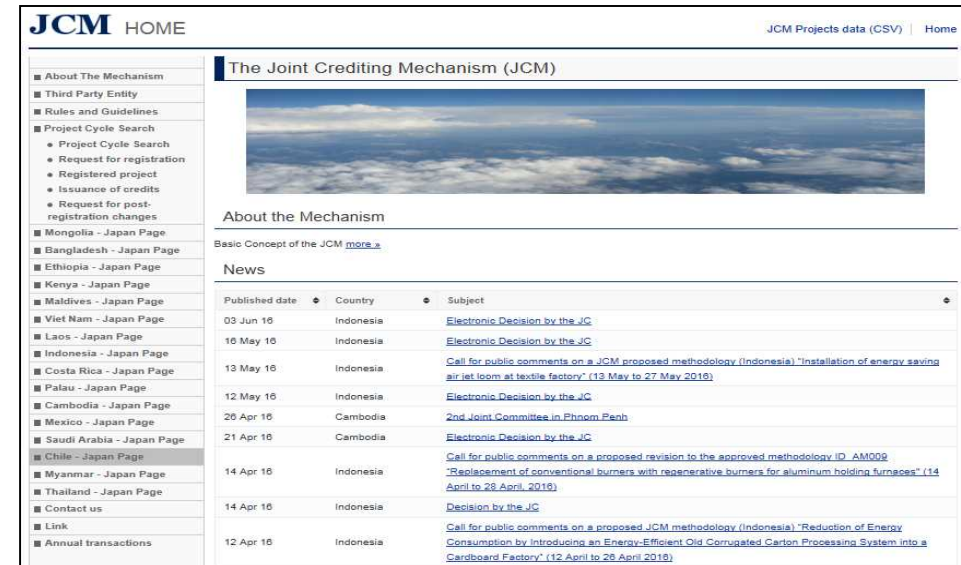 JCM HOME
JCM Projects data (CSV) | Home
About The Mechanism
Third Party Entity
Rules and Guidelines
Project Cycle Search
Project Cycle Search
Request for registration
Registered project
Issuance of credits
Request for post-
registration changes
Mongolia - Japan Page
Bangladesh - Japan Page
Ethiopia - Japan Page
Kenya - Japan Page
Maldives - Japan Page
Viet Nam - Japan Page
Laos - Japan Page
Indonesia - Japan Page
Costa Rica - Japan Page
Palau - Japan Page
Cambodia - Japan Page
Mexico - Japan Page
Saudi Arabia - Japan Page
Chile - Japan Page
Myanmar - Japan Page
Thailand - Japan Page
Contact us
Link
Annual transactions
The Joint Crediting Mechanism (JCM)
About the Mechanism
Basic Concept of the JCM more »
News
Published date Country Subject
03 Jun 16 Indonesia Electronic Decision by the JC
16 May 16 Indonesia Electronic Decision by the JC
13 May 16 Indonesia Call for public comments on a JCM proposed methodology (Indonesia) "Installation of energy saving
air jet loom at textile factory" (13 May to 27 May 2016)
12 May 16 Indonesia Electronic Decision by the JC
26 Apr 16 Cambodia 2nd Joint Committee in Phnom Penh
21 Apr 16 Cambodia Electronic Decision by the JC
14 Apr 16 Indonesia Call for public comments on a proposed revision to the approved methodology ID_AM009
"Replacement of conventional burners with regenerative burners for aluminum holding furnaces" (14
April to 28 April, 2016)
14 Apr 16 Indonesia Decision by the JC
12 Apr 16 Indonesia Call for public comments on a proposed JCM methodology (Indonesia) "Reduction of Energy
Consumption by Introducing an Energy-Efficient Old Corrugated Carton Processing System into a
Cardboard Factory" (12 April to 26 April 2016)